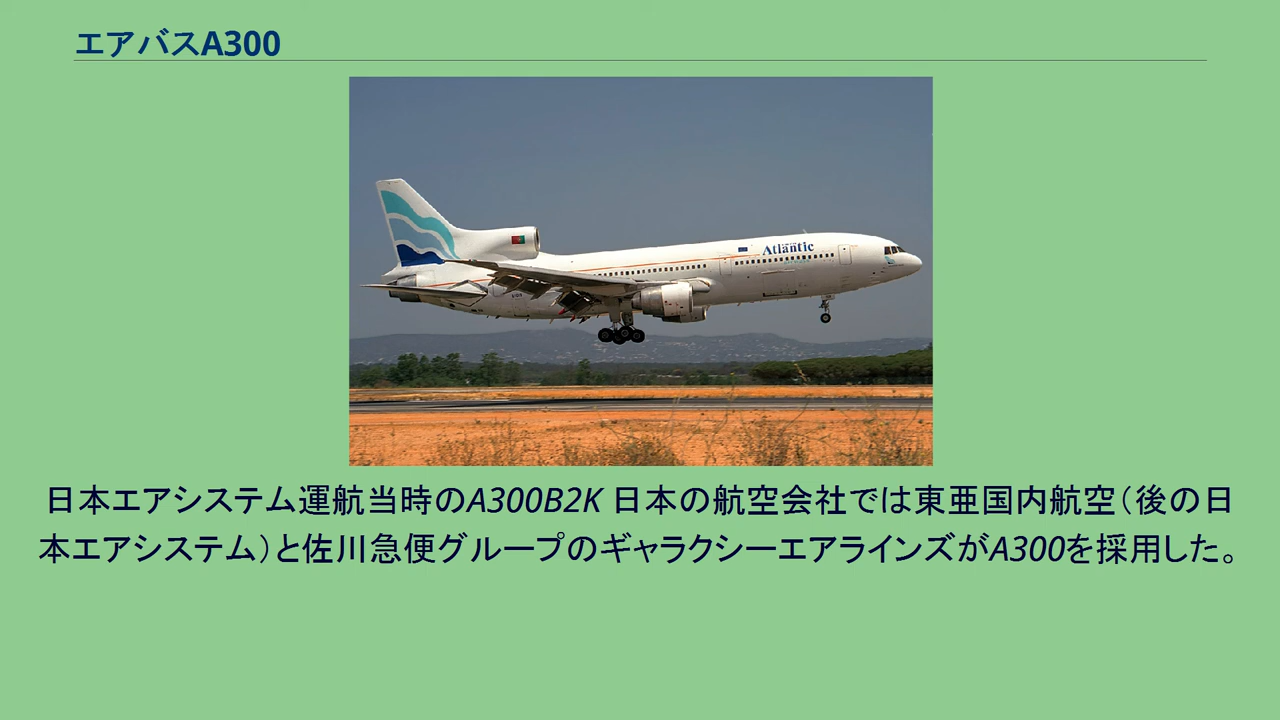 エアバスA300
Atlantic
日本エアシステム運航当時のA300B2K 日本の航空会社では東亜国内航空（後の日
本エアシステム）と佐川急便グループのギャラクシーエアラインズがA300を採用した。